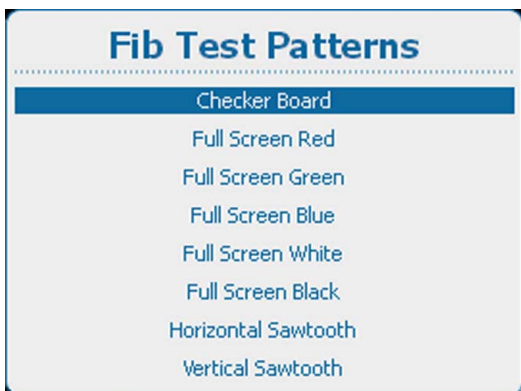 Fib Test Patterns
Checker Board
Full Screen Red
Full Screen Green
Full Screen Blue
Full Screen White
Full Screen Black
Horizontal Sawtooth
Vertical Sawtooth